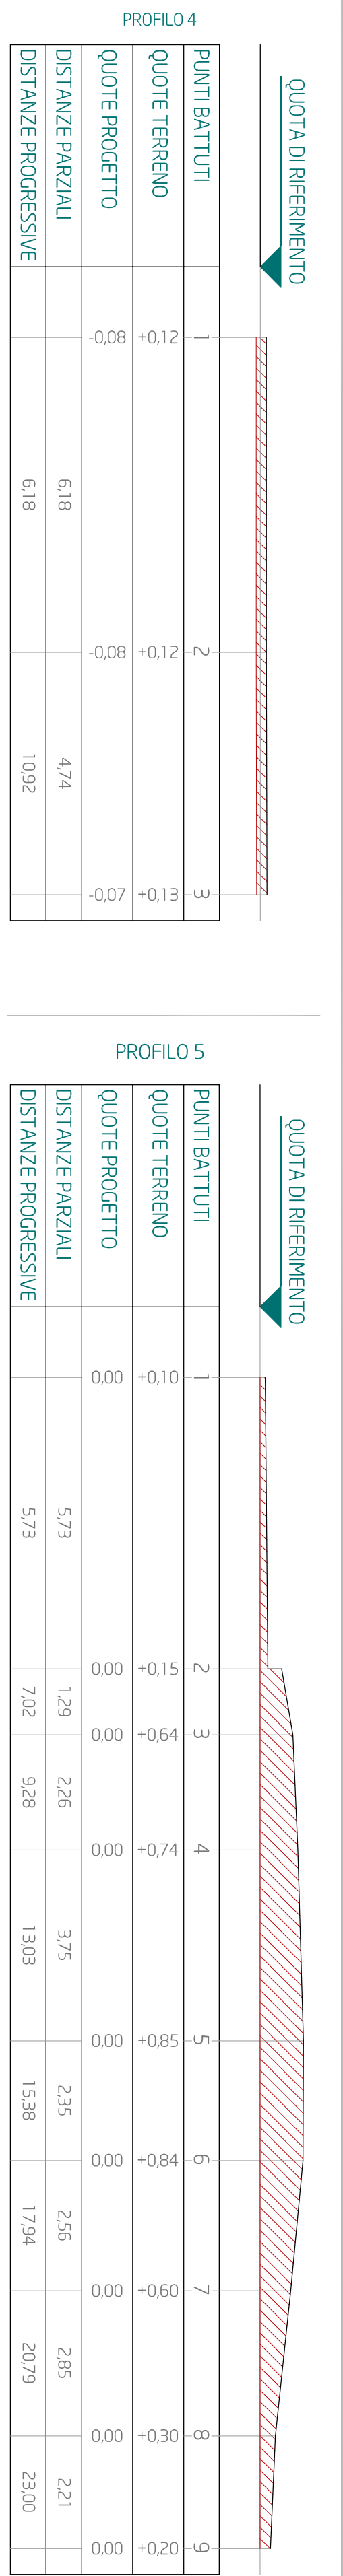 PROFILO 4
QUOTA DI RIFERIMENTO
PUNTI BATTUTI 1 2 3
QUOTE TERRENO +0,12 +0,12 +0,13
QUOTE PROGETTO -0,08 -0,08 -0,07
DISTANZE PARZIALI 6,18 4,74
DISTANZE PROGRESSIVE 6,18 10,92
PROFILO 5
QUOTA DI RIFERIMENTO
PUNTI BATTUTI 1 2 3 4 5 6 7 8 9
QUOTE TERRENO +0,10 +0,15 +0,64 +0,74 +0,85 +0,84 +0,60 +0,30 +0,20
QUOTE PROGETTO 0,00 0,00 0,00 0,00 0,00 0,00 0,00 0,00 0,00
DISTANZE PARZIALI 5,73 1,29 2,26 3,75 2,35 2,56 2,85 2,21
DISTANZE PROGRESSIVE 5,73 7,02 9,28 13,03 15,38 17,94 20,79 23,00